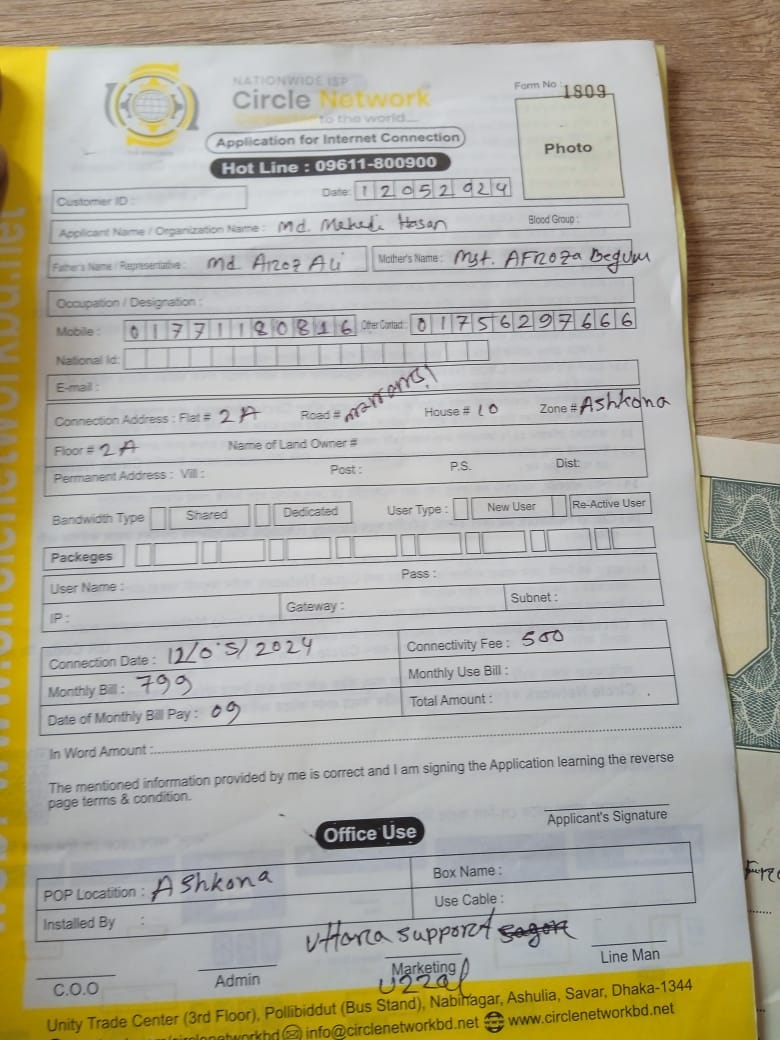 NATIONWIDE ISP
Circle Network
to the world....
Form No : 1809
Application for Internet Connection
Hot Line : 09611-800900
Photo
Customer ID :
Date: 12052924
Applicant Name / Organization Name : Md. Mehedi Hasan Blood Group :
Father's Name / Representative : Md Aroz Ali Mother's Name : Mst. AFroza Begum
Occupation / Designation :
Mobile : 01771180816 Other Contact : 01756297666
National Id:
E-mail :
Connection Address : Flat # 2A Road # House # 10 Zone # Ashkona
Floor # 2A Name of Land Owner #
Permanent Address : Vill : Post : P.S. Dist:
Bandwidth Type Shared Dedicated User Type : New User Re-Active User
Packeges
User Name : Pass :
IP : Gateway : Subnet :
Connection Date : 12/05/2024 Connectivity Fee : 500
Monthly Bill : 799 Monthly Use Bill :
Date of Monthly Bill Pay : 09 Total Amount :
In Word Amount :
The mentioned information provided by me is correct and I am signing the Application learning the reverse
page terms & condition.
Applicant's Signature
Office Use
POP Locatition : Ashkona Box Name :
Installed By : Use Cable :
Uttara support
C.O.O Admin Marketing Line Man
Uzzal
Unity Trade Center (3rd Floor), Pollibiddut (Bus Stand), Nabinagar, Ashulia, Savar, Dhaka-1344
info@circlenetworkbd.net www.circlenetworkbd.net